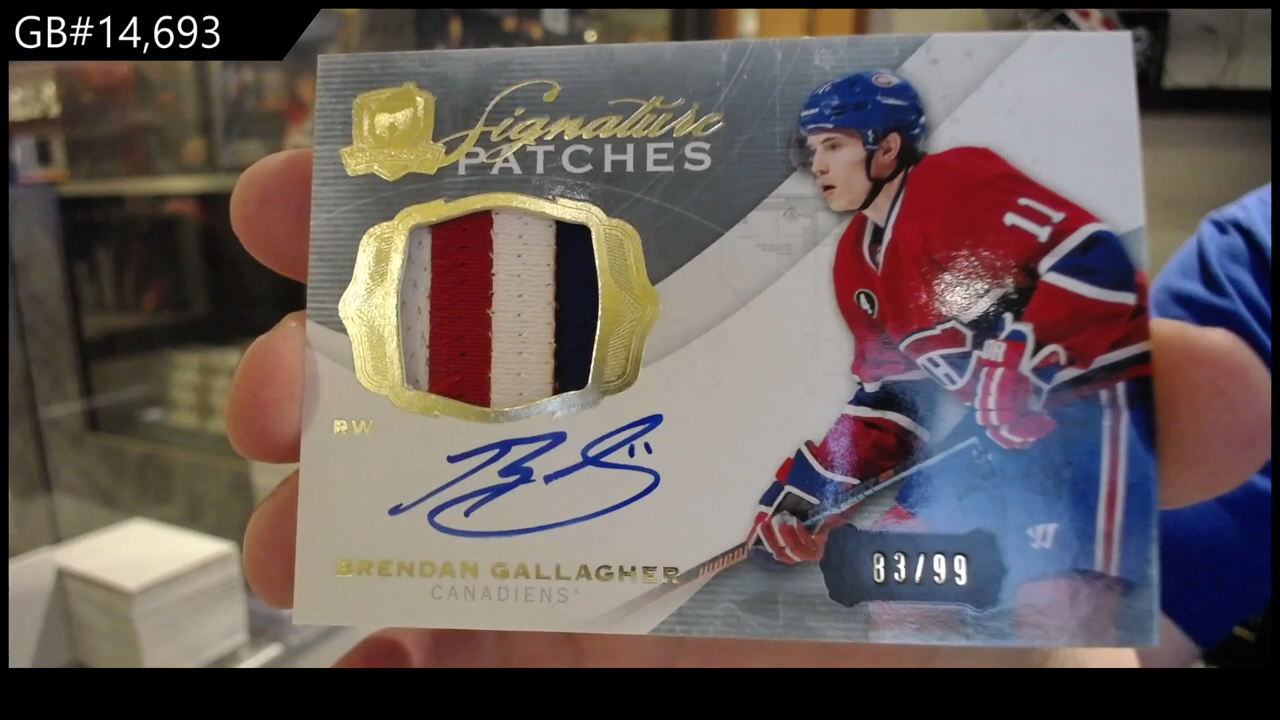 GB#14,693
Signature
PATCHES
11
RW
BRENDAN GALLAGHER
CANADIENS
83/99